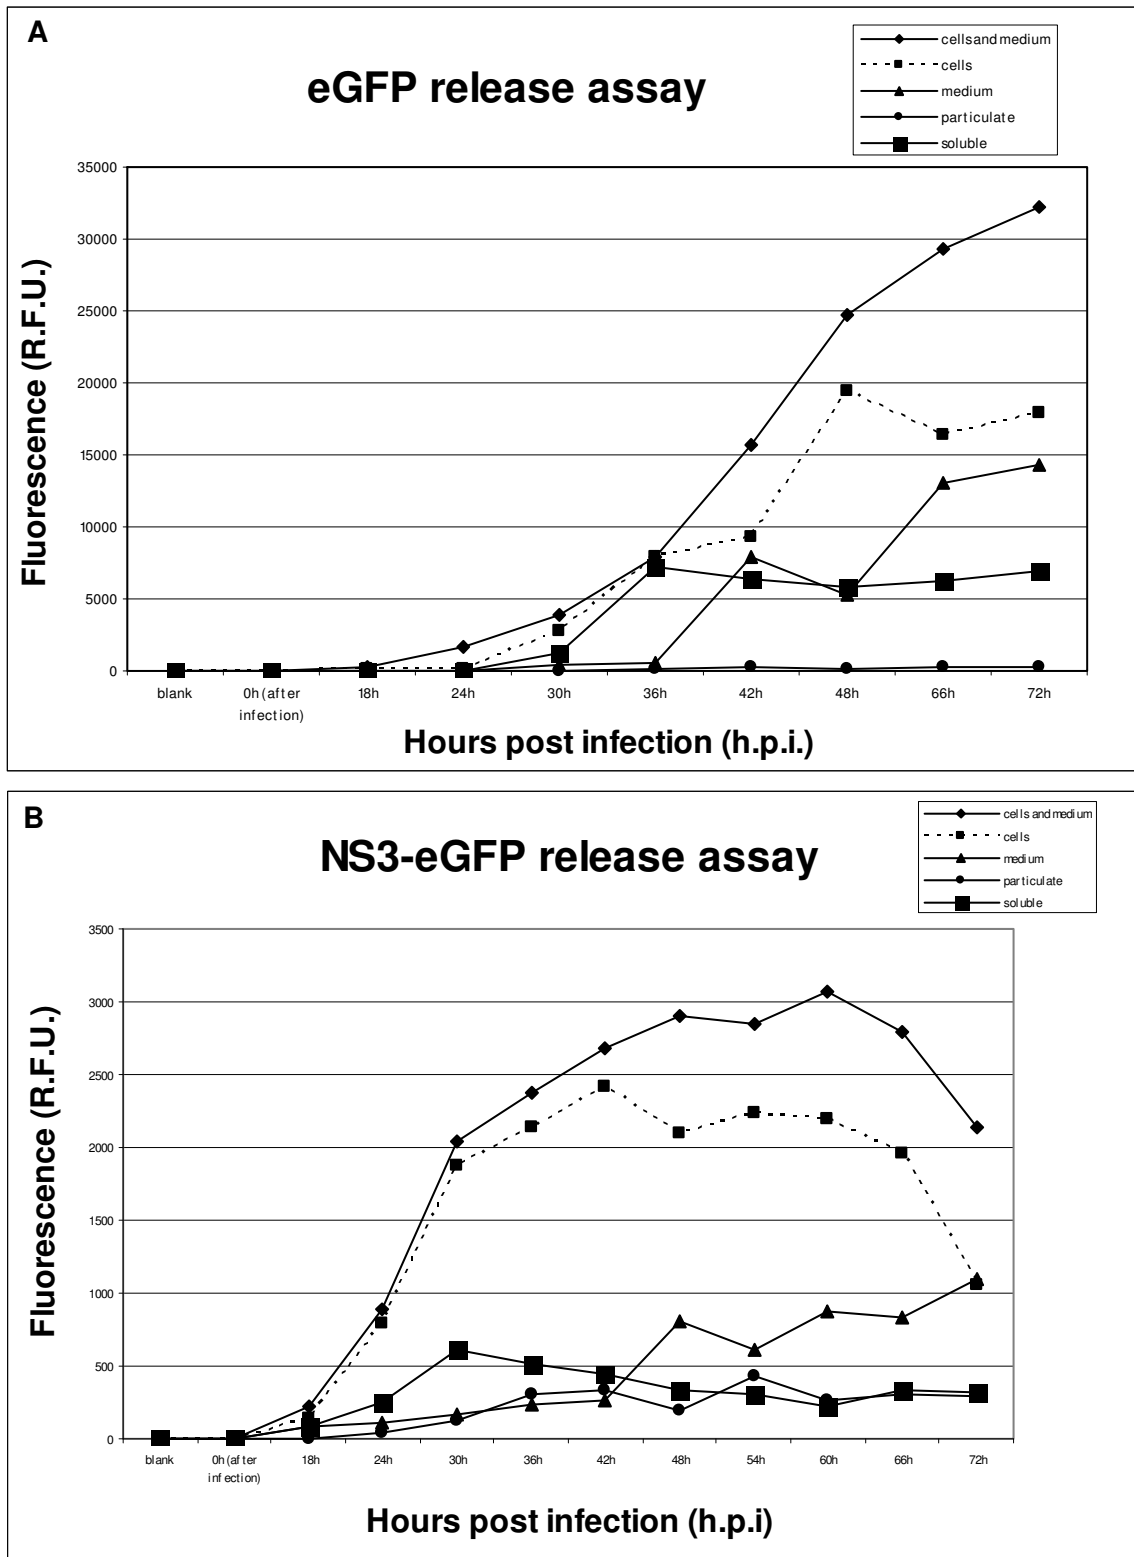 A
eGFP release assay
cells and medium
cells
medium
particulate
soluble
35000
30000
25000
20000
15000
10000
5000
0
Fluorescence (R.F.U.)
blank
0h (after
infection)
18h
24h
30h
36h
42h
48h
66h
72h
Hours post infection (h.p.i.)
B
NS3-eGFP release assay
cells and medium
cells
medium
particulate
soluble
3500
3000
2500
2000
1500
1000
500
0
Fluorescence (R.F.U.)
blank
0h (after
infection)
18h
24h
30h
36h
42h
48h
54h
60h
66h
72h
Hours post infection (h.p.i)